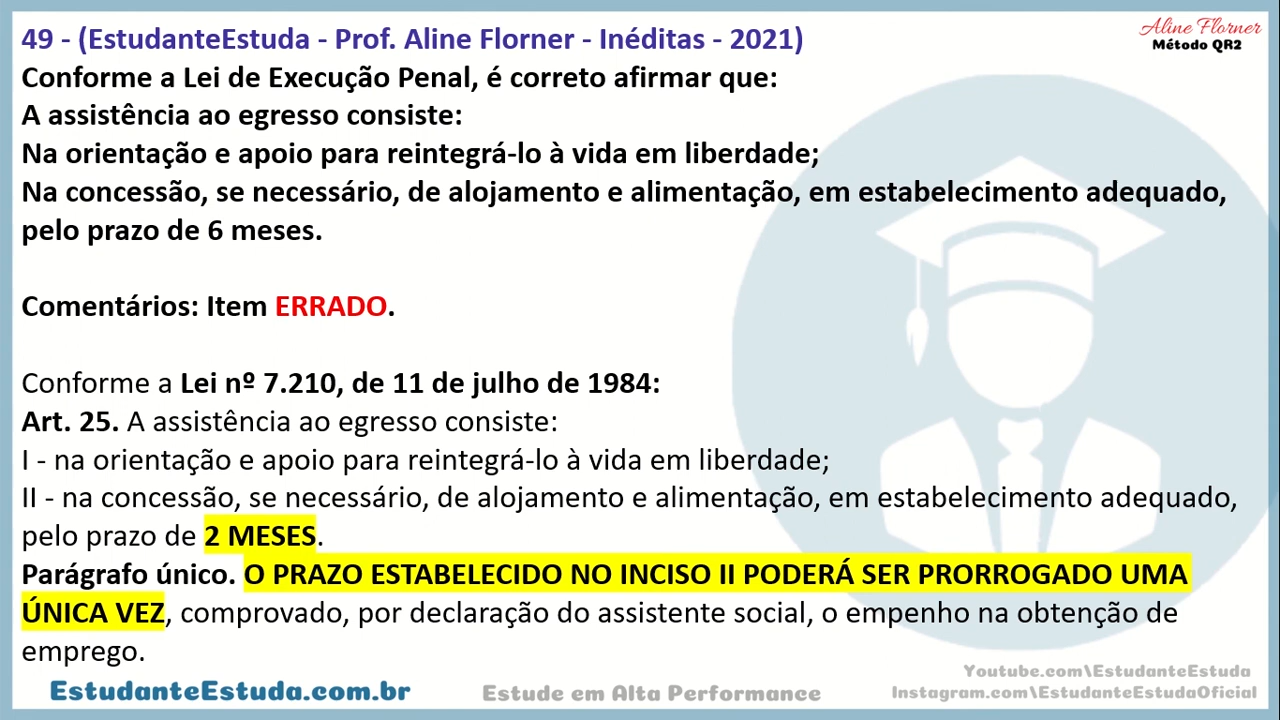 49 - (EstudanteEstuda - Prof. Aline Florner - Inéditas - 2021)
Aline Florner
Método QR2
Conforme a Lei de Execução Penal, é correto afirmar que:
A assistência ao egresso consiste:
Na orientação e apoio para reintegrá-lo à vida em liberdade;
Na concessão, se necessário, de alojamento e alimentação, em estabelecimento adequado,
pelo prazo de 6 meses.
Comentários: Item ERRADO.
Conforme a Lei nº 7.210, de 11 de julho de 1984:
Art. 25. A assistência ao egresso consiste:
I - na orientação e apoio para reintegrá-lo à vida em liberdade;
II - na concessão, se necessário, de alojamento e alimentação, em estabelecimento adequado,
pelo prazo de 2 MESES.
Parágrafo único. O PRAZO ESTABELECIDO NO INCISO II PODERÁ SER PRORROGADO UMA
ÚNICA VEZ, comprovado, por declaração do assistente social, o empenho na obtenção de
emprego.
EstudanteEstuda.com.br
Estude em Alta Performance
Youtube.com\EstudanteEstuda
Instagram.com\EstudanteEstudaOficial